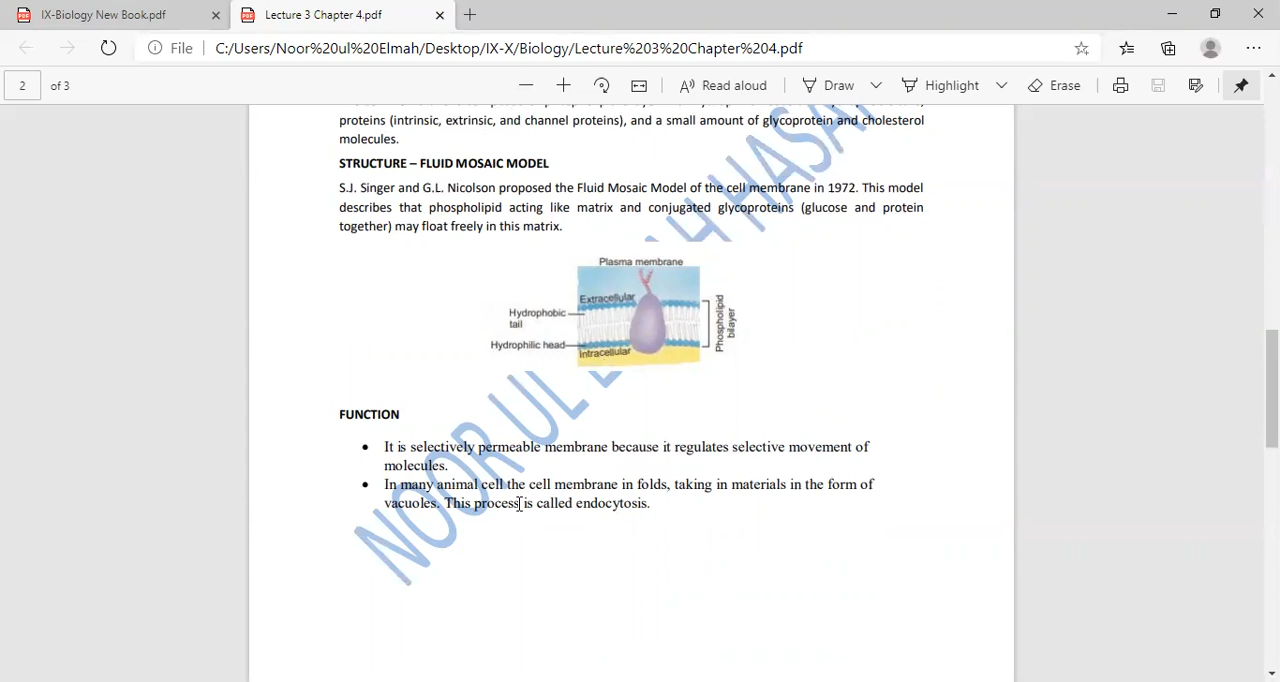 IX-Biology New Book.pdf
Lecture 3 Chapter 4.pdf
File
C:/Users/Noor%20ul%20Elmah/Desktop/IX-X/Biology/Lecture%203%20Chapter%204.pdf
2 of 3
Read aloud
Draw
Highlight
Erase
proteins (intrinsic, extrinsic, and channel proteins), and a small amount of glycoprotein and cholesterol
molecules.
STRUCTURE – FLUID MOSAIC MODEL
S.J. Singer and G.L. Nicolson proposed the Fluid Mosaic Model of the cell membrane in 1972. This model
describes that phospholipid acting like matrix and conjugated glycoproteins (glucose and protein
together) may float freely in this matrix.
Plasma membrane
Extracellular
Hydrophobic
tail
Hydrophilic head
Intracellular
Phospholipid
bilayer
FUNCTION
• It is selectively permeable membrane because it regulates selective movement of
molecules.
• In many animal cell the cell membrane in folds, taking in materials in the form of
vacuoles. This process is called endocytosis.
NOOR UL
HASAN